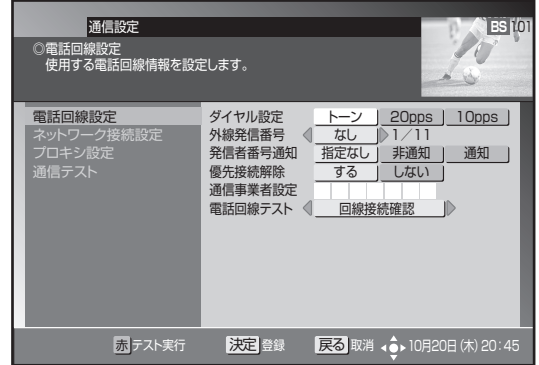 通信設定
BS 101
◎電話回線設定
使用する電話回線情報を設定します。
電話回線設定
ネットワーク接続設定
プロキシ設定
通信テスト
ダイヤル設定 トーン 20pps 10pps
外線発信番号 なし 1/11
発信者番号通知 指定なし 非通知 通知
優先接続解除 する しない
通信事業者設定
電話回線テスト 回線接続確認
赤 テスト実行 決定 登録 戻る 取消 10月20日(木)20:45